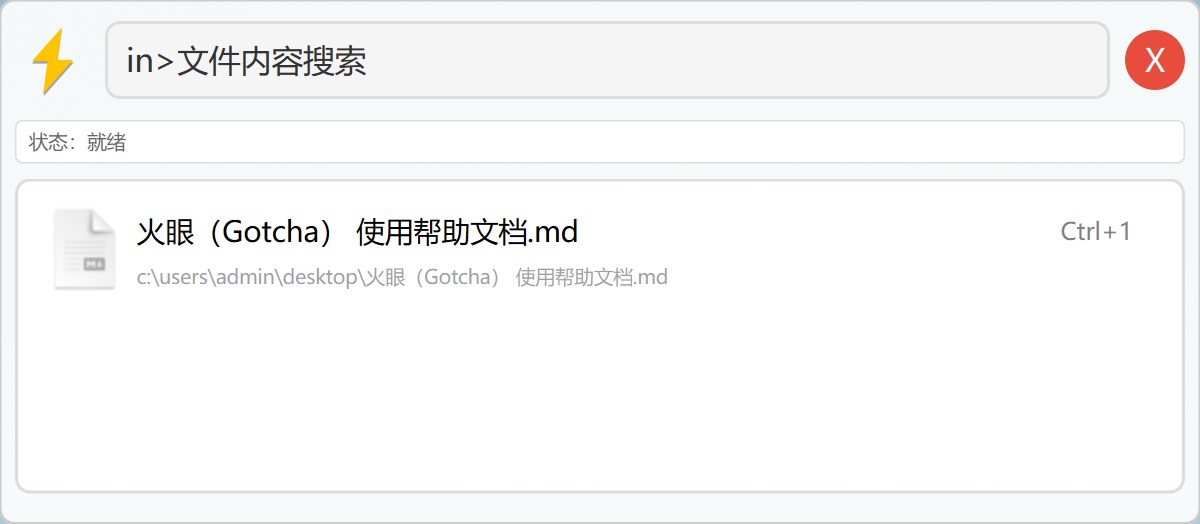 in>文件内容搜索
X
状态：就绪
火眼（Gotcha） 使用帮助文档.md
Ctrl+1
c:\users\admin\desktop\火眼（Gotcha） 使用帮助文档.md
M↓